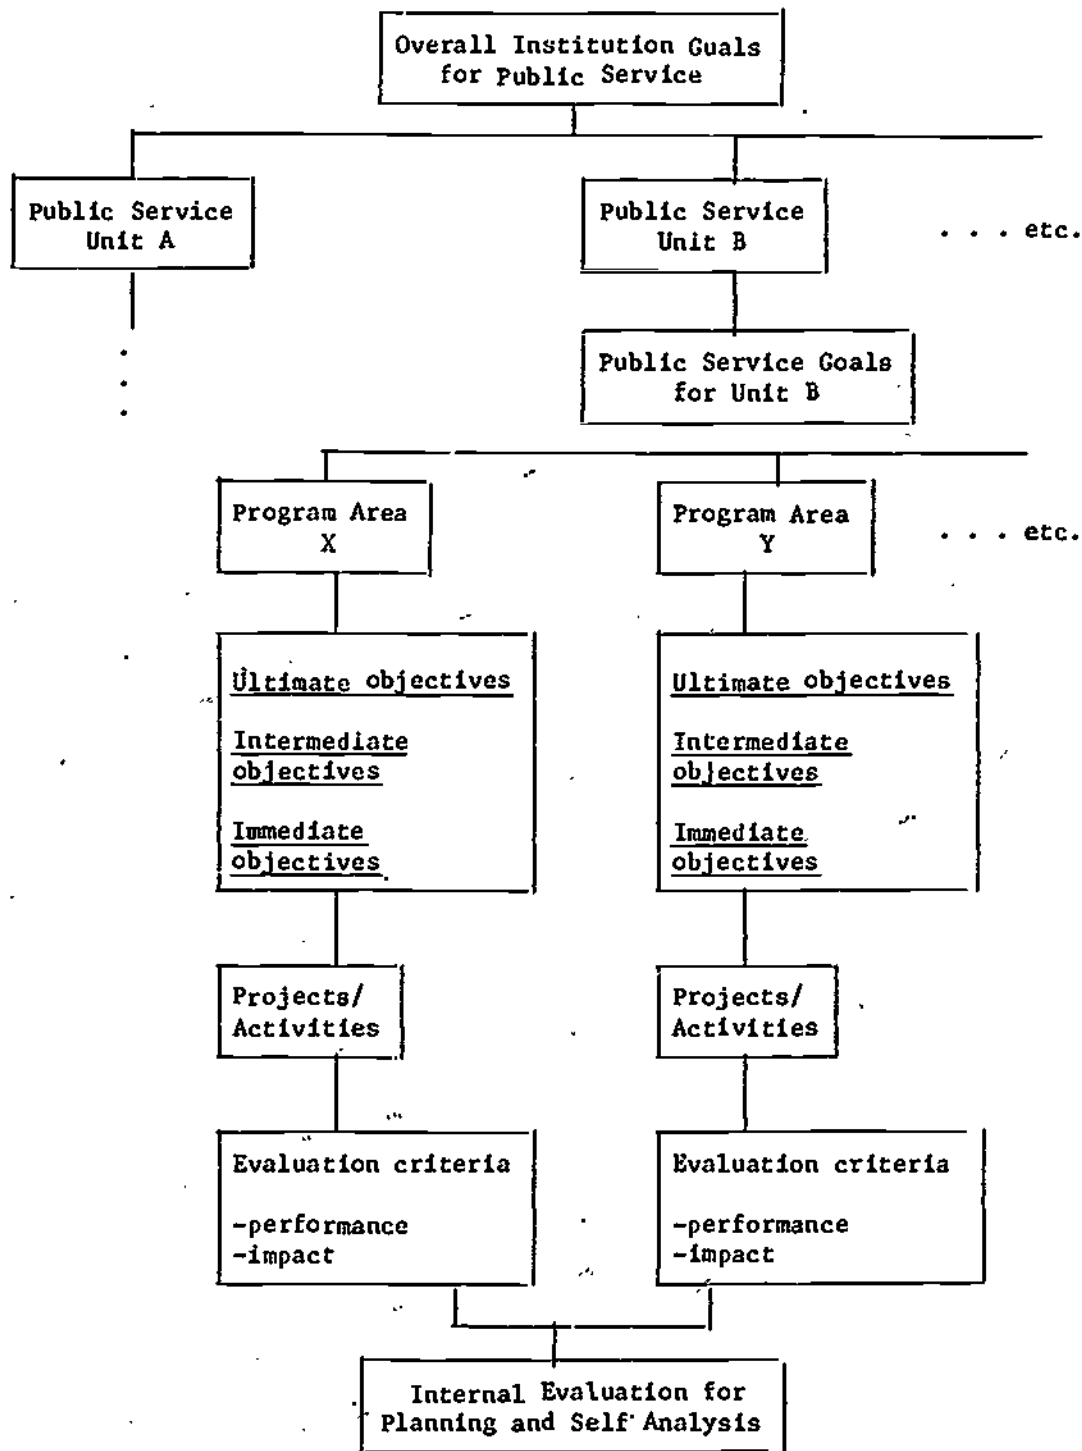 Overall Institution Guals
for Public Service
Public Service
Unit A
Public Service
Unit B
. . . etc.
Public Service Goals
for Unit B
Program Area
X
Program Area
Y
. . . etc.
Ultimate objectives
Intermediate
objectives
Immediate
objectives
Ultimate objectives
Intermediate
objectives
Immediate
objectives
Projects/
Activities
Projects/
Activities
Evaluation criteria
-performance
-impact
Evaluation criteria
-performance
-impact
Internal Evaluation for
Planning and Self Analysis